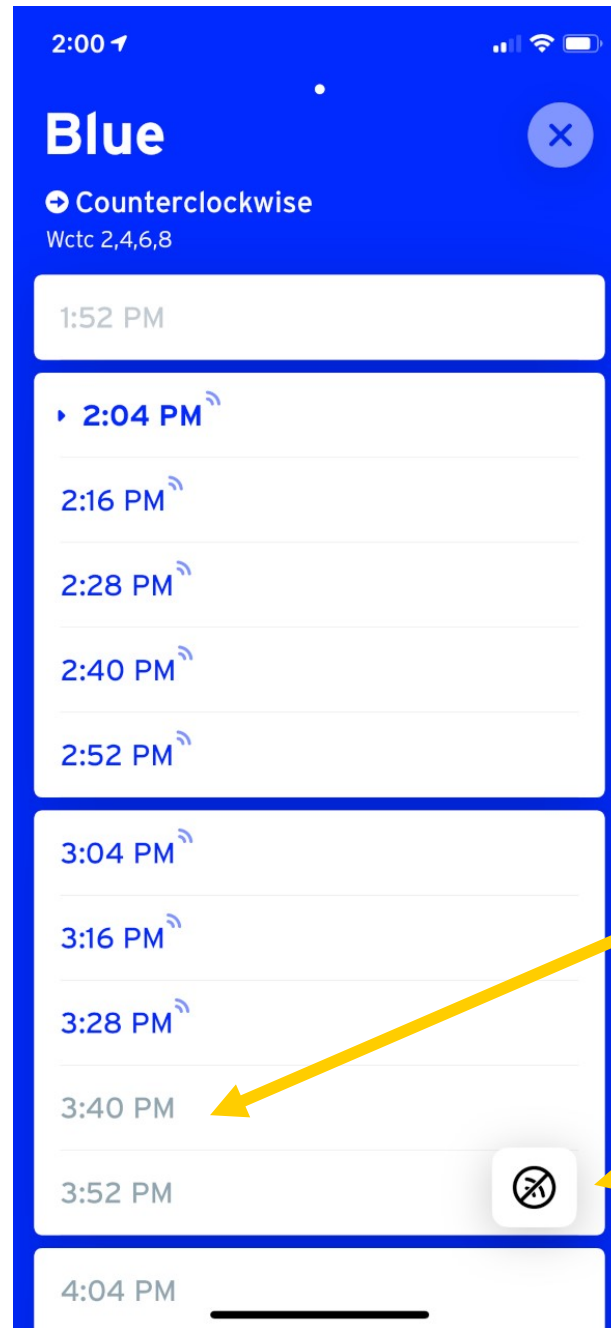 2:00
Blue
Counterclockwise
Wctc 2,4,6,8
1:52 PM
2:04 PM
2:16 PM
2:28 PM
2:40 PM
2:52 PM
3:04 PM
3:16 PM
3:28 PM
3:40 PM
3:52 PM
4:04 PM